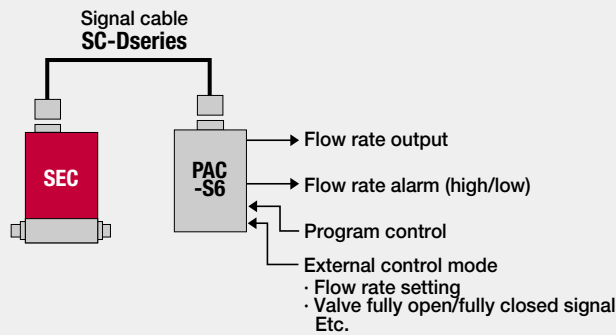 Signal cable
SC-Dseries
SEC
PAC
-S6
Flow rate output
Flow rate alarm (high/low)
Program control
External control mode
· Flow rate setting
· Valve fully open/fully closed signal
Etc.